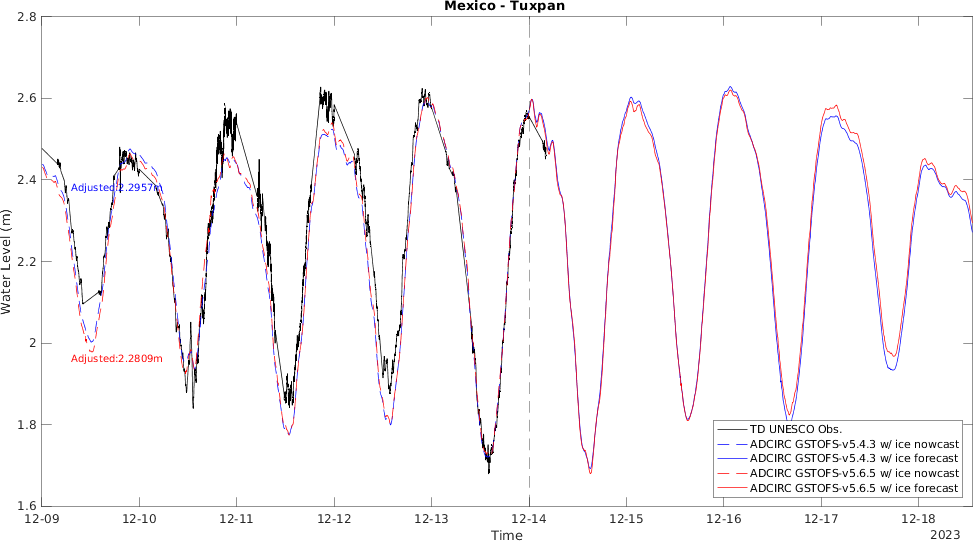 Mexico - Tuxpan
2.8
2.6
2.4
2.2
2
1.8
1.6
Water Level (m)
Adjusted:2.2957m
Adjusted:2.2809m
TD UNESCO Obs.
ADCIRC GSTOFS-v5.4.3 w/ ice nowcast
ADCIRC GSTOFS-v5.4.3 w/ ice forecast
ADCIRC GSTOFS-v5.6.5 w/ ice nowcast
ADCIRC GSTOFS-v5.6.5 w/ ice forecast
12-09 12-10 12-11 12-12 12-13 12-14 12-15 12-16 12-17 12-18
Time
2023